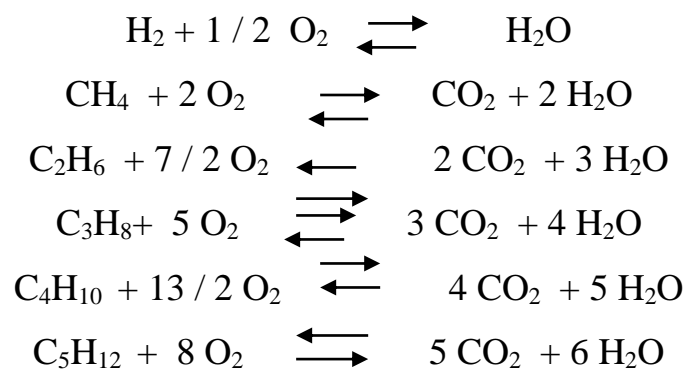 H₂ + 1 / 2 O₂ ⇄ H₂O
CH₄ + 2 O₂ ⇄ CO₂ + 2 H₂O
C₂H₆ + 7 / 2 O₂ ← 2 CO₂ + 3 H₂O
C₃H₈+ 5 O₂ ⇄ 3 CO₂ + 4 H₂O
C₄H₁₀ + 13 / 2 O₂ ⇄ 4 CO₂ + 5 H₂O
C₅H₁₂ + 8 O₂ ⇆ 5 CO₂ + 6 H₂O